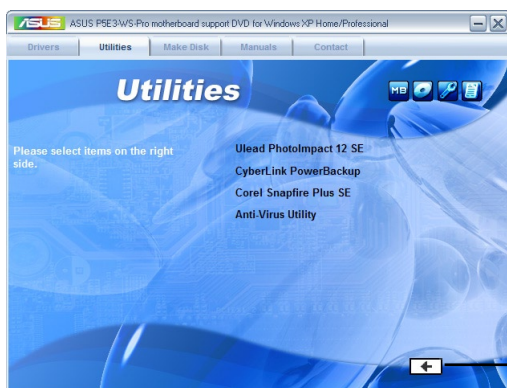 ASUS ASUS P5E3-WS-Pro motherboard support DVD for Windows XP Home/Professional
Drivers Utilities Make Disk Manuals Contact
Utilities
MB
Please select items on the right
side.
Ulead PhotoImpact 12 SE
CyberLink PowerBackup
Corel Snapfire Plus SE
Anti-Virus Utility